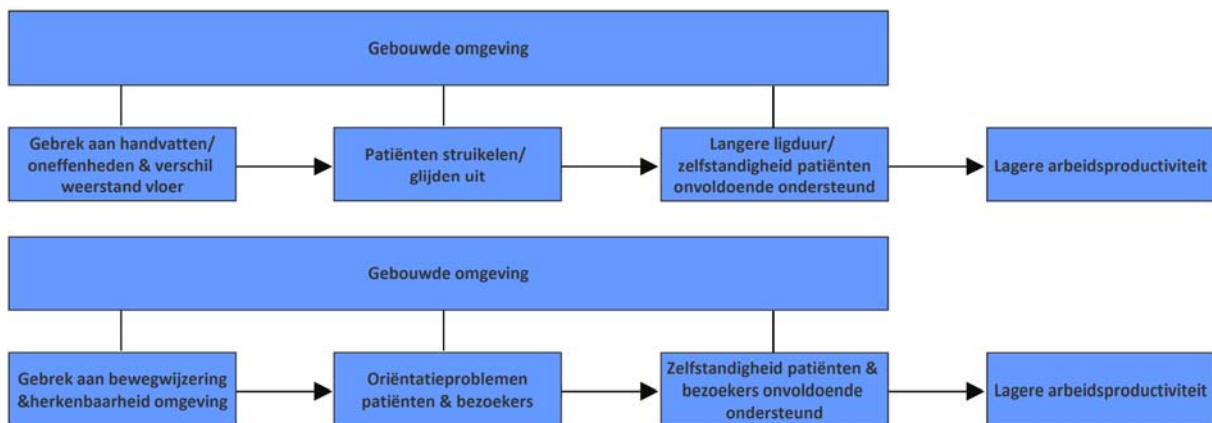 Gebouwde omgeving
Gebrek aan handvatten/
oneffenheden & verschil
weerstand vloer
Patiënten struikelen/
glijden uit
Langere ligduur/
zelfstandigheid patiënten
onvoldoende ondersteund
Lagere arbeidsproductiviteit
Gebouwde omgeving
Gebrek aan bewegwijzering
&herkenbaarheid omgeving
Oriëntatieproblemen
patiënten & bezoekers
Zelfstandigheid patiënten &
bezoekers onvoldoende
ondersteund
Lagere arbeidsproductiviteit